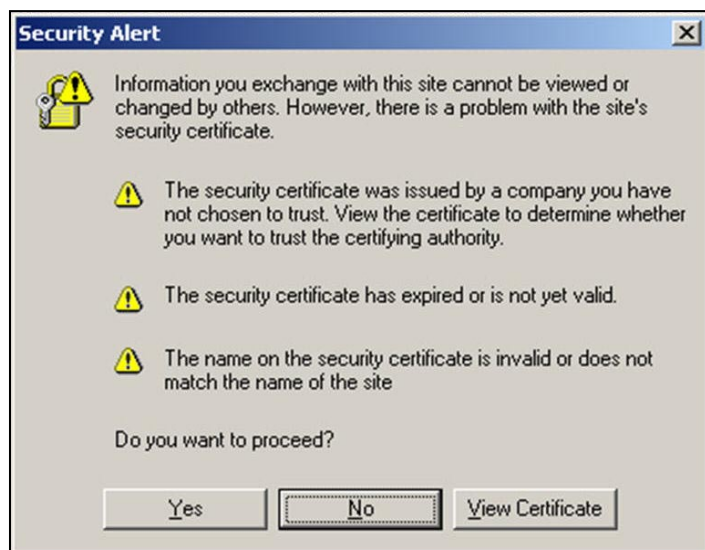 Security Alert
Information you exchange with this site cannot be viewed or
changed by others. However, there is a problem with the site's
security certificate.
The security certificate was issued by a company you have
not chosen to trust. View the certificate to determine whether
you want to trust the certifying authority.
The security certificate has expired or is not yet valid.
The name on the security certificate is invalid or does not
match the name of the site
Do you want to proceed?
Yes No View Certificate